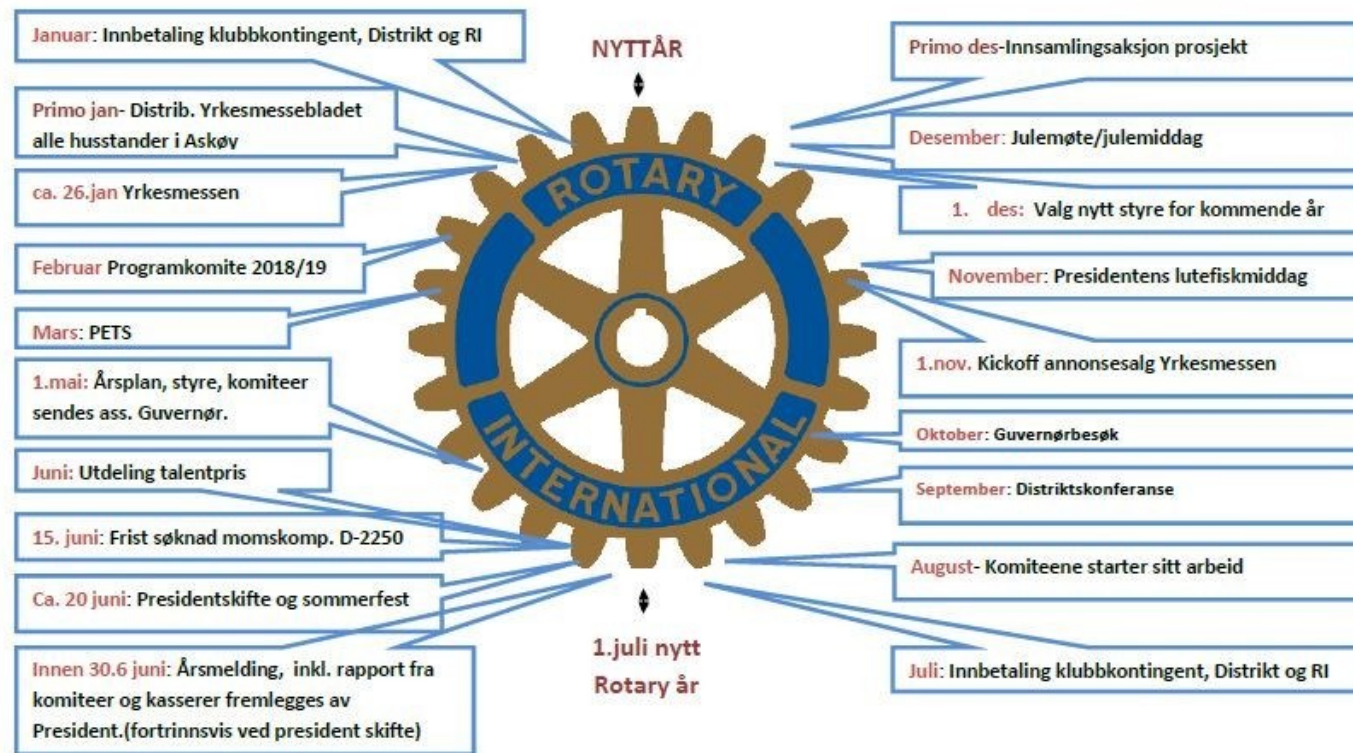 Januar: Innbetaling klubbkontingent, Distrikt og RI
Primo jan- Distrib. Yrkesmessebladet
alle husstander i Askøy
ca. 26.jan Yrkesmessen
Februar Programkomite 2018/19
Mars: PETS
1.mai: Årsplan, styre, komiteer
sendes ass. Guvernør.
Juni: Utdeling talentpris
15. juni: Frist søknad momskomp. D-2250
Ca. 20 juni: Presidentskifte og sommerfest
Innen 30.6 juni: Årsmelding, inkl. rapport fra
komiteer og kasserer fremlegges av
President.(fortrinnsvis ved president skifte)
NYTTÅR
ROTARY
INTERNATIONAL
1.juli nytt
Rotary år
Primo des-Innsamlingsaksjon prosjekt
Desember: Julemøte/julemiddag
1. des: Valg nytt styre for kommende år
November: Presidentens lutefiskmiddag
1.nov. Kickoff annonsesalg Yrkesmessen
Oktober: Guvernørbesøk
September: Distriktskonferanse
August- Komiteene starter sitt arbeid
Juli: Innbetaling klubbkontingent, Distrikt og RI